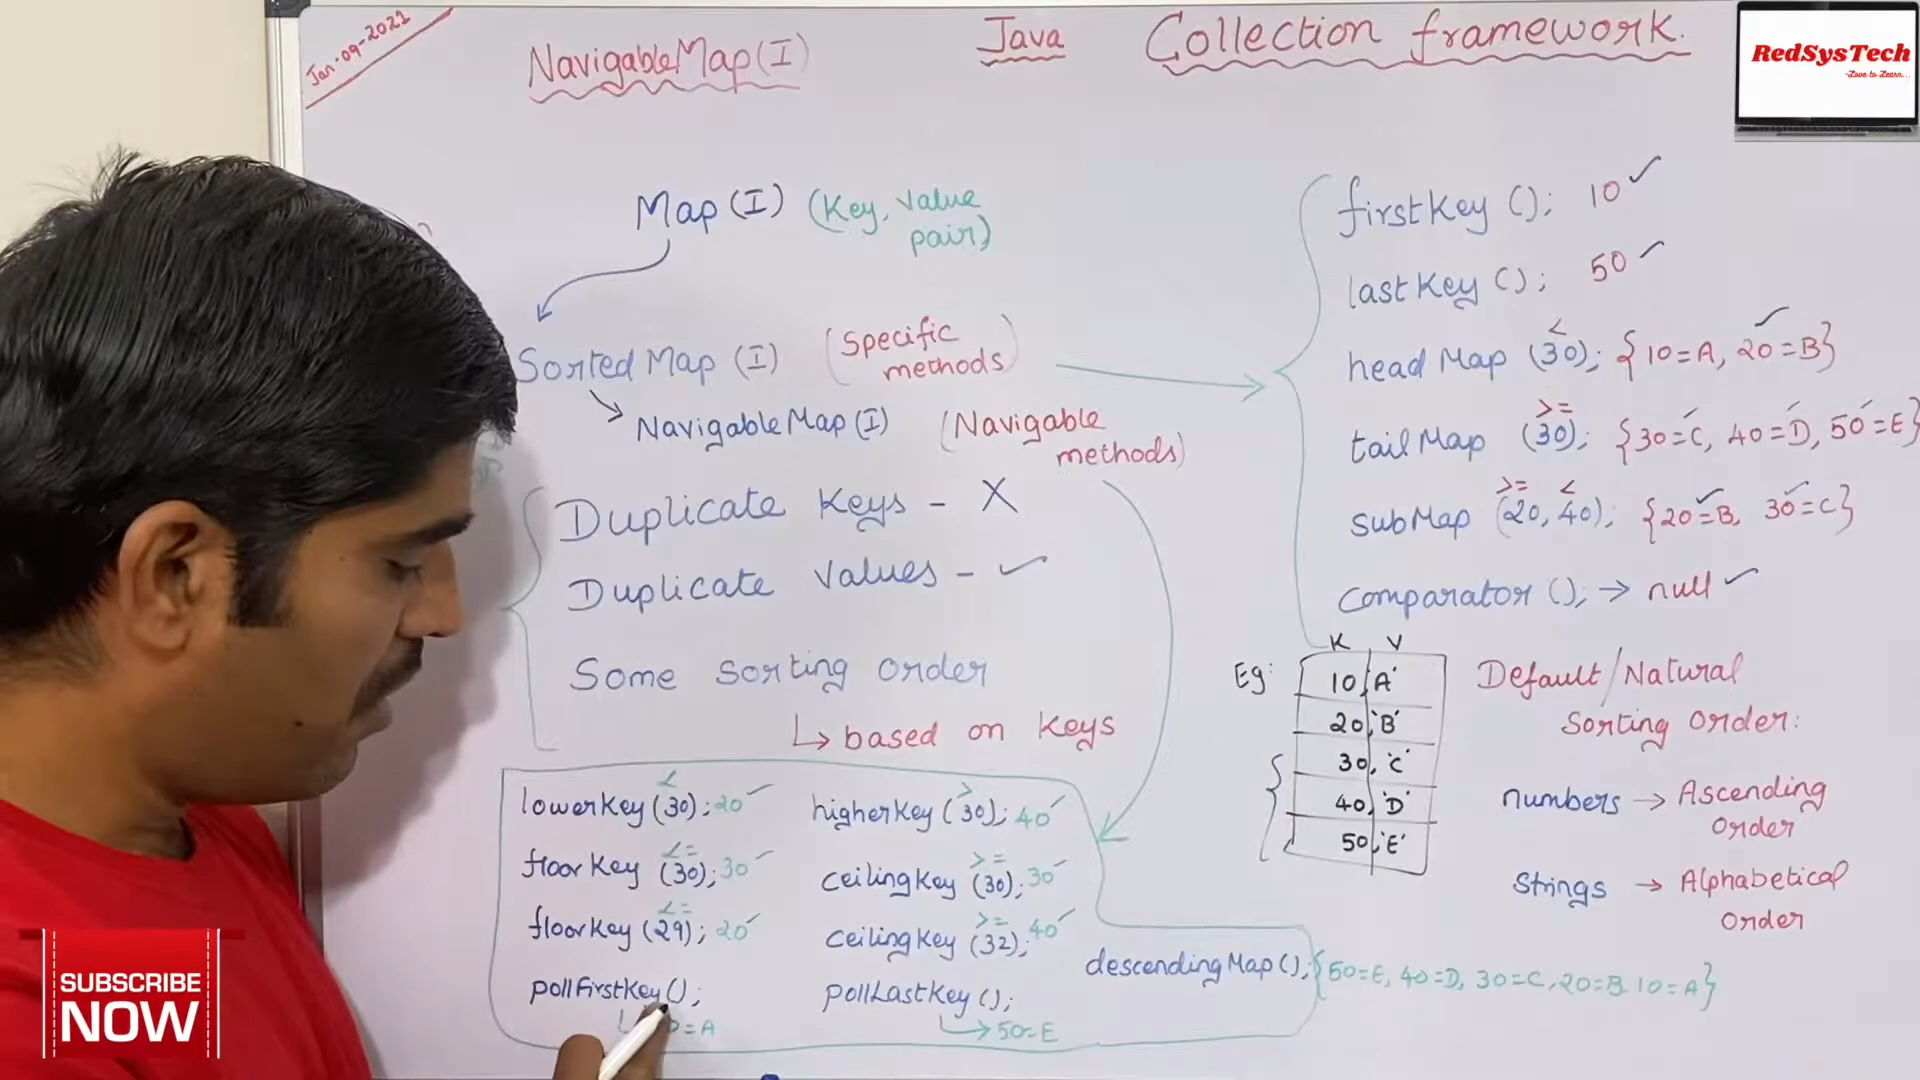 Jan-09-2021
NavigableMap(I)
Java
Collection framework.
RedSysTech
-Love to Learn...
Map (I) (Key, Value
pair)
Sorted Map (I) (Specific
methods)
NavigableMap(I) (Navigable
methods)
Duplicate Keys - X
Duplicate values - ✓
Some sorting order
↳ based on keys
<
lowerKey (30); 20 ✓
<=
floorKey (30); 30 ✓
<=
floorKey (29); 20 ✓
pollFirstKey();
=A
>
higherKey (30); 40 ✓
>=
ceilingKey (30); 30 ✓
>=
ceilingKey (32); 40 ✓
pollLastKey ();
↳ 50=E
descendingMap(); {50=E, 40=D, 30=C, 20=B 10=A}
firstKey (); 10 ✓
lastKey (); 50 ✓
<
headMap (30); {10=A, 20=B}
>=
tailMap (30); {30=C, 40=D, 50=E}
>= <
subMap (20, 40); {20=B, 30=C}
comparator (); → null ✓
K V
Eg: 10,'A'
20,'B'
30,'C'
40,'D'
50,'E'
Default/Natural
Sorting Order:
numbers → Ascending
Order
Strings → Alphabetical
Order
SUBSCRIBE
NOW